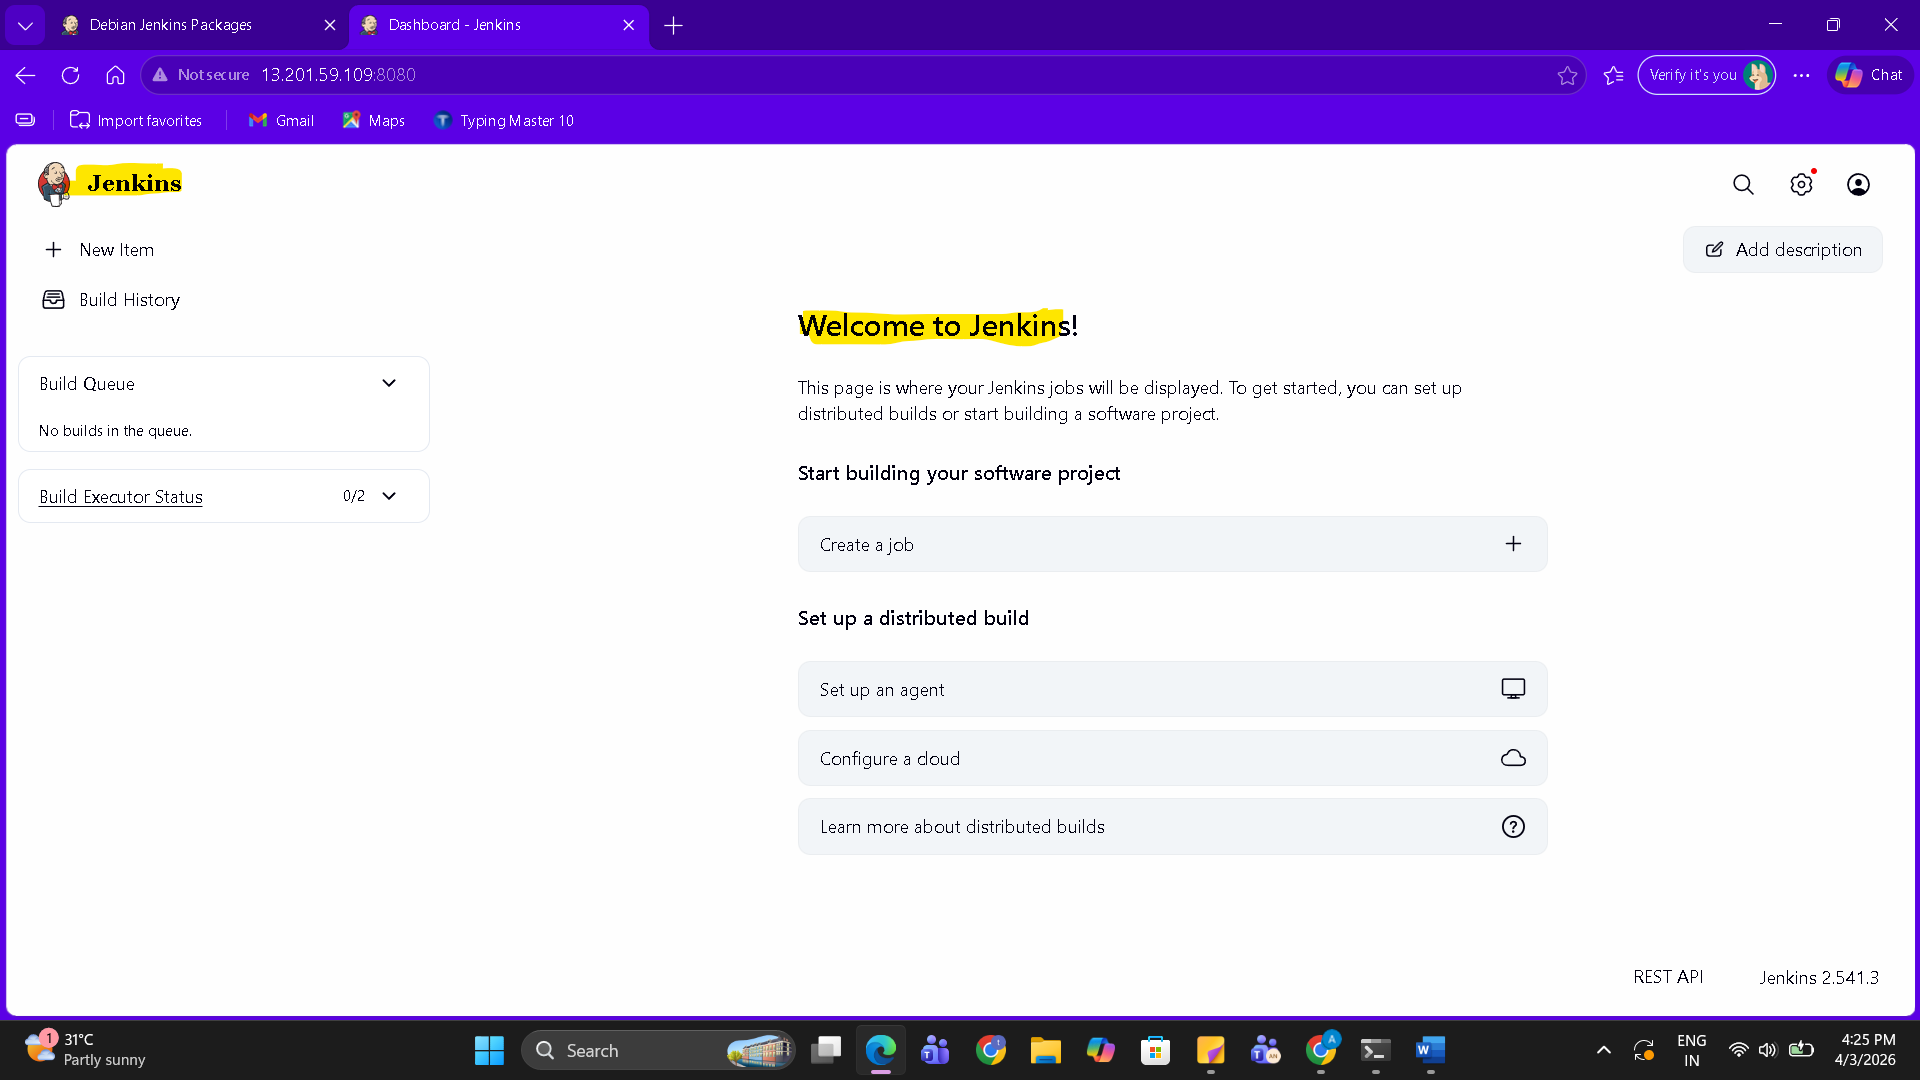 Debian Jenkins Packages
Dashboard - Jenkins
Not secure 13.201.59.109:8080
Verify it's you
Chat
Import favorites
Gmail
Maps
T Typing Master 10
Jenkins
New Item
Add description
Build History
Welcome to Jenkins!
This page is where your Jenkins jobs will be displayed. To get started, you can set up
distributed builds or start building a software project.
Build Queue
No builds in the queue.
Build Executor Status 0/2
Start building your software project
Create a job
Set up a distributed build
Set up an agent
Configure a cloud
Learn more about distributed builds
REST API
Jenkins 2.541.3
1
31°C
Partly sunny
Search
ENG
IN
4:25 PM
4/3/2026